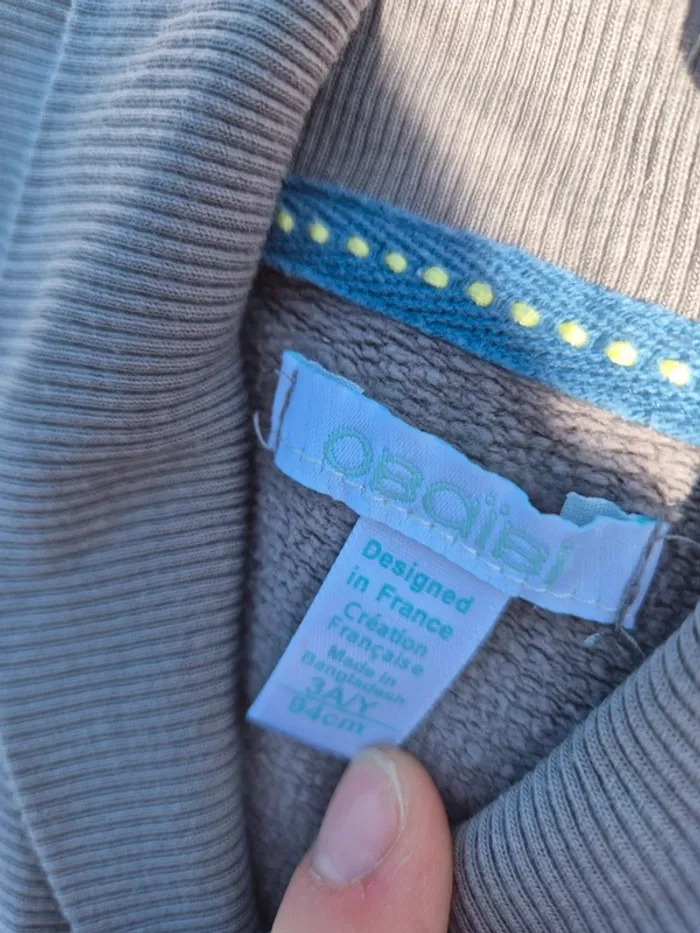 OBaïBi
Designed
in France
Création
Française
Made in
Bangladesh
3A/Y
94cm